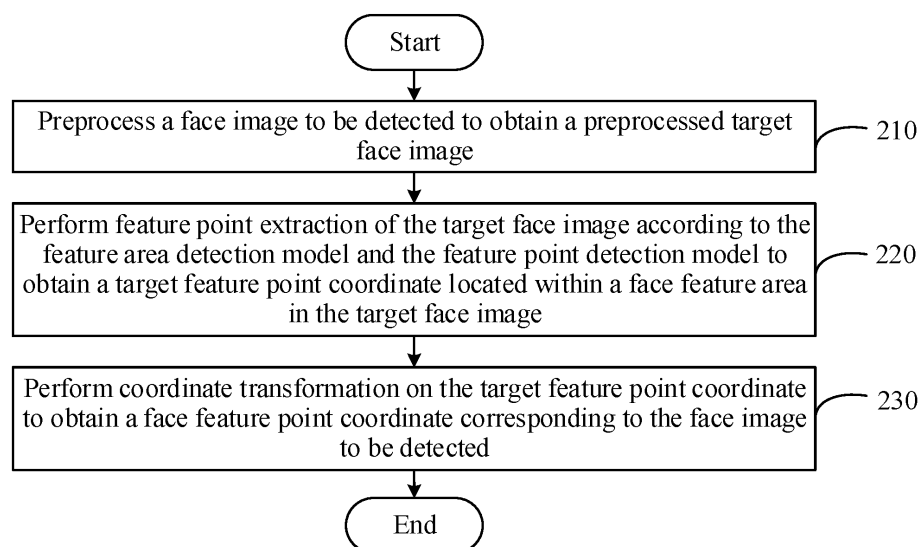 Start
Preprocess a face image to be detected to obtain a preprocessed target
face image
210
Perform feature point extraction of the target face image according to the
feature area detection model and the feature point detection model to
obtain a target feature point coordinate located within a face feature area
in the target face image
220
Perform coordinate transformation on the target feature point coordinate
to obtain a face feature point coordinate corresponding to the face image
to be detected
230
End